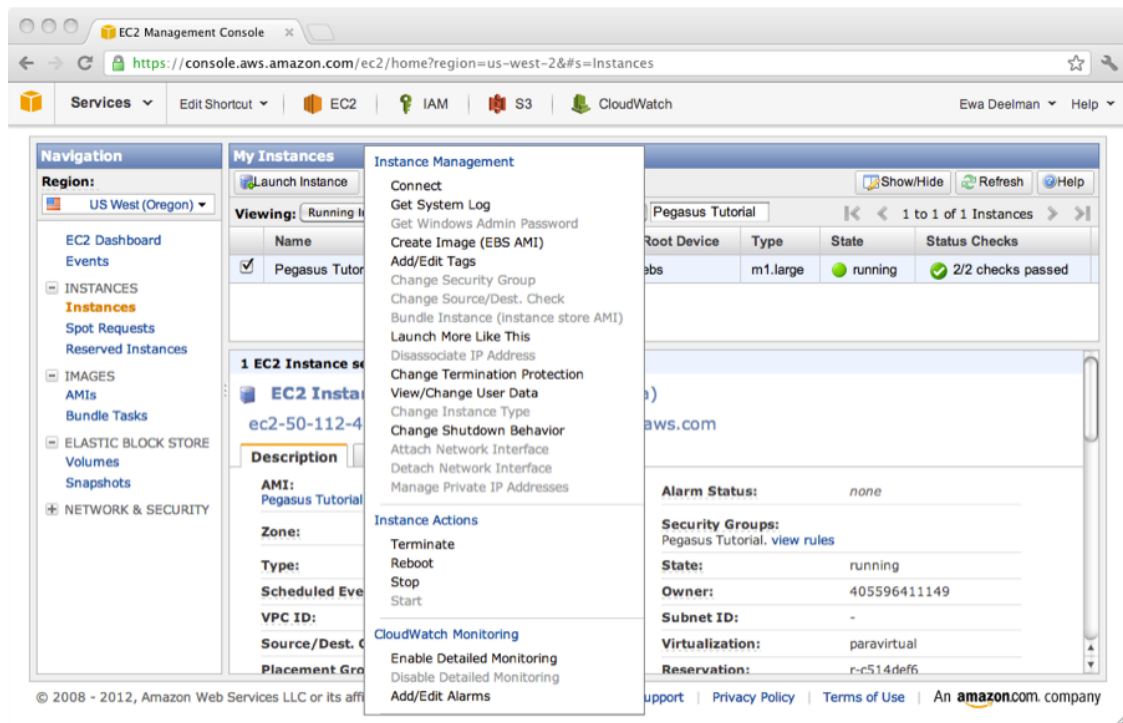 EC2 Management Console
https://console.aws.amazon.com/ec2/home?region=us-west-2&#s=Instances
Services Edit Shortcut EC2 IAM S3 CloudWatch Ewa Deelman Help
Navigation
Region:
US West (Oregon)
EC2 Dashboard
Events
INSTANCES
Instances
Spot Requests
Reserved Instances
IMAGES
AMIs
Bundle Tasks
ELASTIC BLOCK STORE
Volumes
Snapshots
NETWORK & SECURITY
My Instances
Launch Instance Show/Hide Refresh Help
Viewing: Running Pegasus Tutorial 1 to 1 of 1 Instances
Name Root Device Type State Status Checks
Pegasus Tutor ebs m1.large running 2/2 checks passed
1 EC2 Instance se
EC2 Insta )
ec2-50-112-4 aws.com
Description
AMI:
Pegasus Tutorial
Zone:
Type:
Scheduled Eve
VPC ID:
Source/Dest.
Placement Gro
Instance Management
Connect
Get System Log
Get Windows Admin Password
Create Image (EBS AMI)
Add/Edit Tags
Change Security Group
Change Source/Dest. Check
Bundle Instance (instance store AMI)
Launch More Like This
Disassociate IP Address
Change Termination Protection
View/Change User Data
Change Instance Type
Change Shutdown Behavior
Attach Network Interface
Detach Network Interface
Manage Private IP Addresses
Instance Actions
Terminate
Reboot
Stop
Start
CloudWatch Monitoring
Enable Detailed Monitoring
Disable Detailed Monitoring
Add/Edit Alarms
Alarm Status: none
Security Groups:
Pegasus Tutorial. view rules
State: running
Owner: 405596411149
Subnet ID: -
Virtualization: paravirtual
Reservation: r-c514def6
© 2008 - 2012, Amazon Web Services LLC or its affi upport Privacy Policy Terms of Use An amazon.com. company